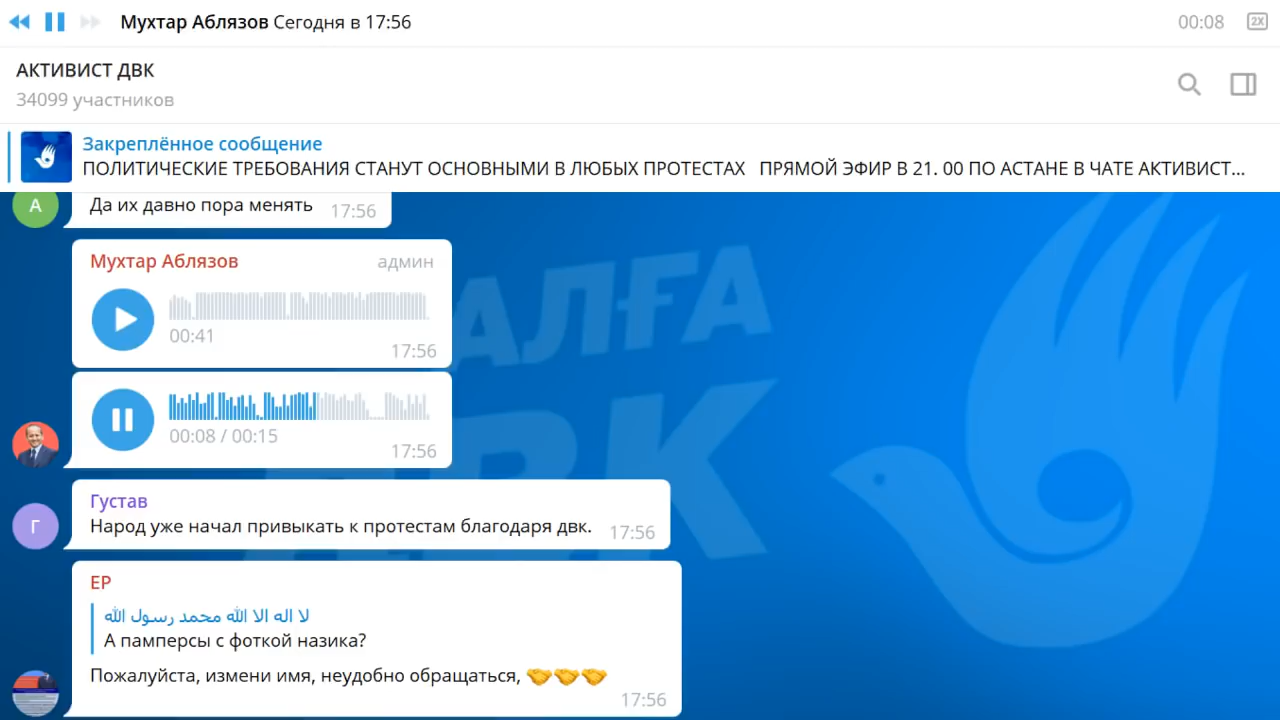 Мухтар Аблязов Сегодня в 17:56
00:08
2X
АКТИВИСТ ДВК
34099 участников
Закреплённое сообщение
ПОЛИТИЧЕСКИЕ ТРЕБОВАНИЯ СТАНУТ ОСНОВНЫМИ В ЛЮБЫХ ПРОТЕСТАХ ПРЯМОЙ ЭФИР В 21. 00 ПО АСТАНЕ В ЧАТЕ АКТИВИСТ...
А
Да их давно пора менять 17:56
Мухтар Аблязов админ
00:41
17:56
00:08 / 00:15
17:56
АЛҒА
ДВК
Густав
Г
Народ уже начал привыкать к протестам благодаря двк. 17:56
ЕР
لا اله الا الله محمد رسول الله
А памперсы с фоткой назика?
Пожалуйста, измени имя, неудобно обращаться, 🤝🤝🤝
17:56